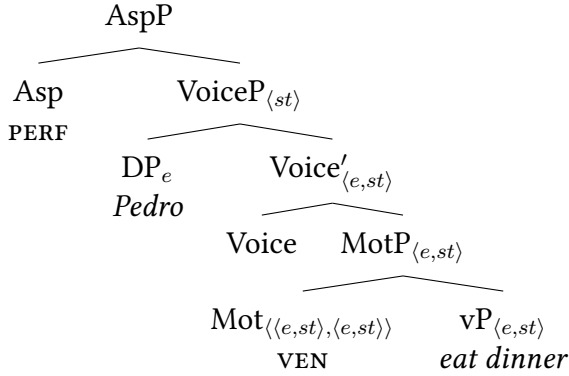 AspP
Asp VoiceP⟨st⟩
PERF
DPe Voice′⟨e,st⟩
Pedro
Voice MotP⟨e,st⟩
Mot⟨⟨e,st⟩,⟨e,st⟩⟩ vP⟨e,st⟩
VEN eat dinner